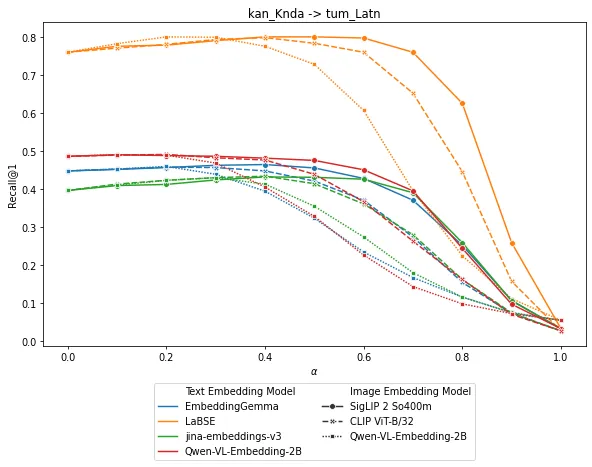 kan_Knda -> tum_Latn
0.8
0.7
0.6
0.5
0.4
0.3
0.2
0.1
0.0
Recall@1
0.0 0.2 0.4 0.6 0.8 1.0
α
Text Embedding Model Image Embedding Model
EmbeddingGemma SigLIP 2 So400m
LaBSE CLIP ViT-B/32
jina-embeddings-v3 Qwen-VL-Embedding-2B
Qwen-VL-Embedding-2B